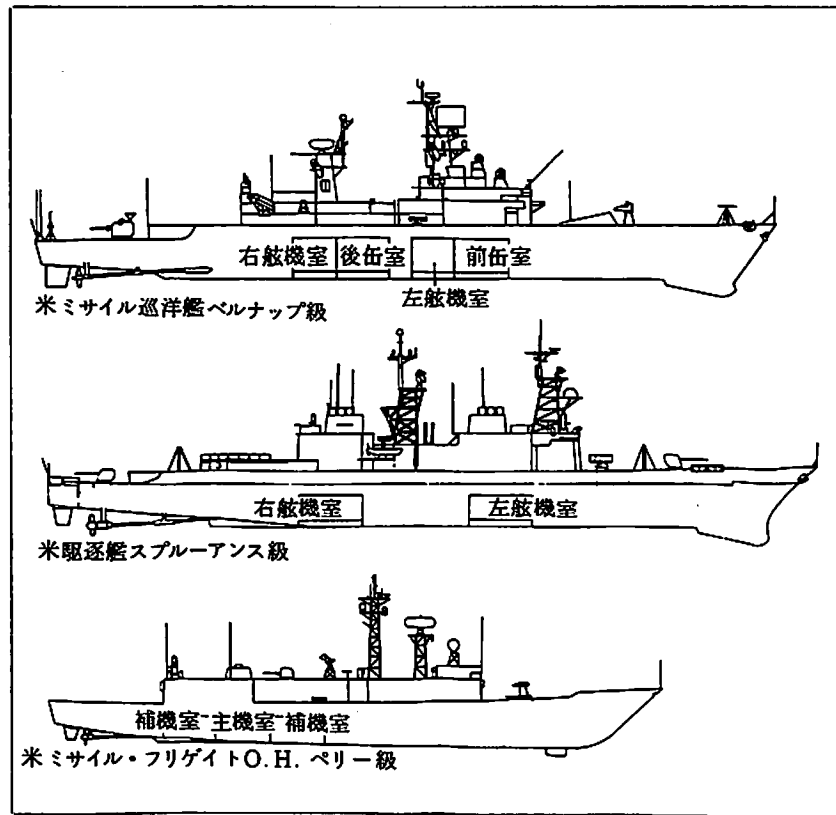 右舷機室 後缶室 前缶室
左舷機室
米ミサイル巡洋艦ベルナップ級
右舷機室 左舷機室
米駆逐艦スプルーアンス級
補機室 主機室 補機室
米ミサイル・フリゲイトO.H.ペリー級